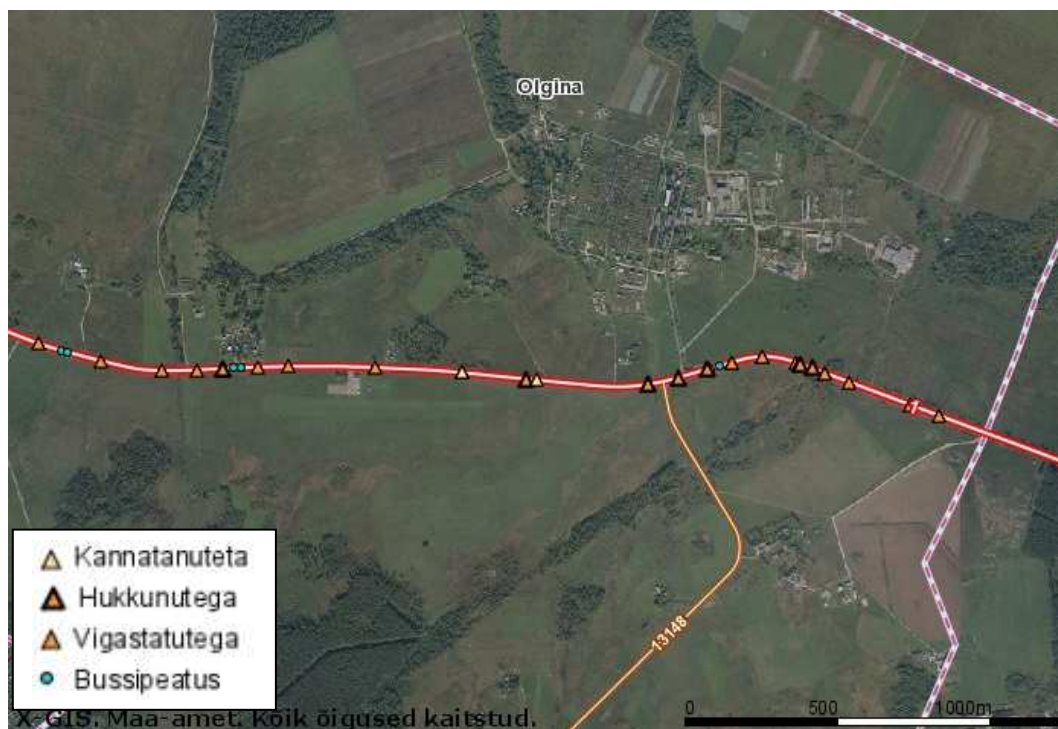 Olgina
1
13148
Kannatanuteta
Hukkunutega
Vigastatutega
Bussipeatus
X-GIS. Maa-amet. Kõik õigused kaitstud.
0 500 1000m